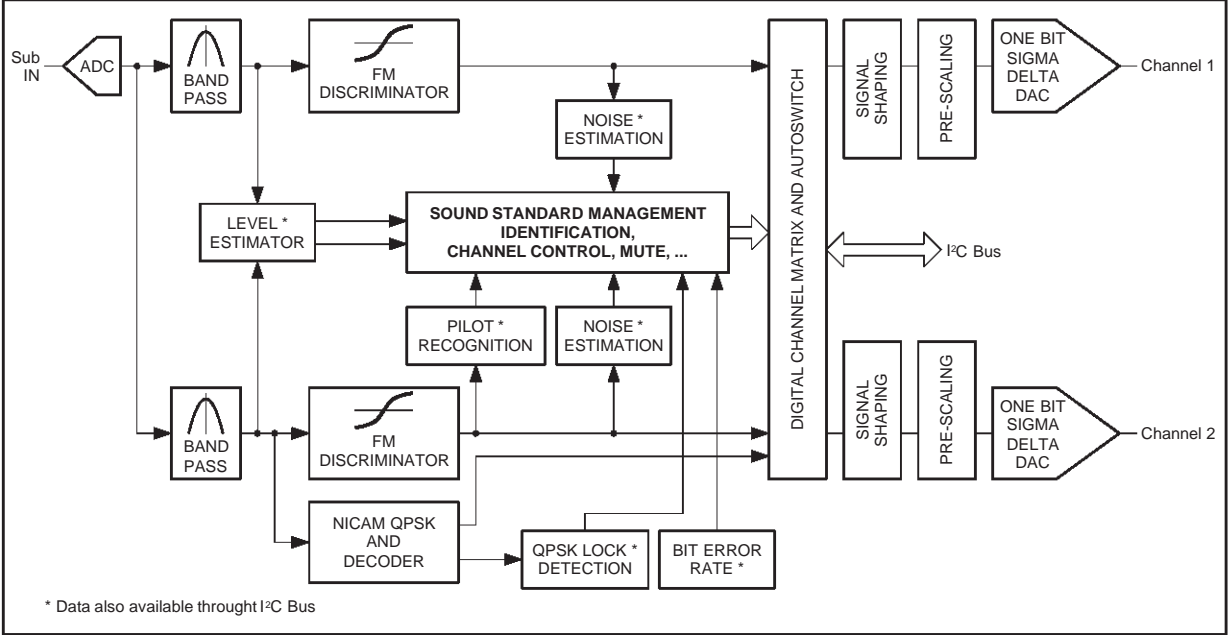 Sub
IN
ADC
BAND
PASS
FM
DISCRIMINATOR
NOISE *
ESTIMATION
LEVEL *
ESTIMATOR
SOUND STANDARD MANAGEMENT
IDENTIFICATION,
CHANNEL CONTROL, MUTE, ...
PILOT *
RECOGNITION
NOISE *
ESTIMATION
BAND
PASS
FM
DISCRIMINATOR
NICAM QPSK
AND
DECODER
QPSK LOCK *
DETECTION
BIT ERROR
RATE *
DIGITAL CHANNEL MATRIX AND AUTOSWITCH
SIGNAL
SHAPING
PRE-SCALING
ONE BIT
SIGMA
DELTA
DAC
Channel 1
I²C Bus
SIGNAL
SHAPING
PRE-SCALING
ONE BIT
SIGMA
DELTA
DAC
Channel 2
* Data also available throught I²C Bus